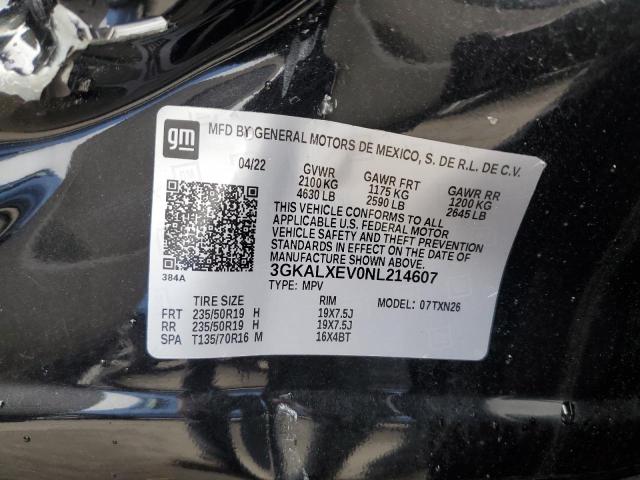 gm
MFD BY GENERAL MOTORS DE MEXICO, S. DE R.L. DE C.V.
04/22 GVWR GAWR FRT GAWR RR
2100 KG 1175 KG 1200 KG
4630 LB 2590 LB 2645 LB
THIS VEHICLE CONFORMS TO ALL
APPLICABLE U.S. FEDERAL MOTOR
VEHICLE SAFETY AND THEFT PREVENTION
STANDARDS IN EFFECT ON THE DATE OF
MANUFACTURE SHOWN ABOVE.
384A
3GKALXEV0NL214607
TYPE: MPV MODEL: 07TXN26
TIRE SIZE RIM
FRT 235/50R19 H 19X7.5J
RR 235/50R19 H 19X7.5J
SPA T135/70R16 M 16X4BT